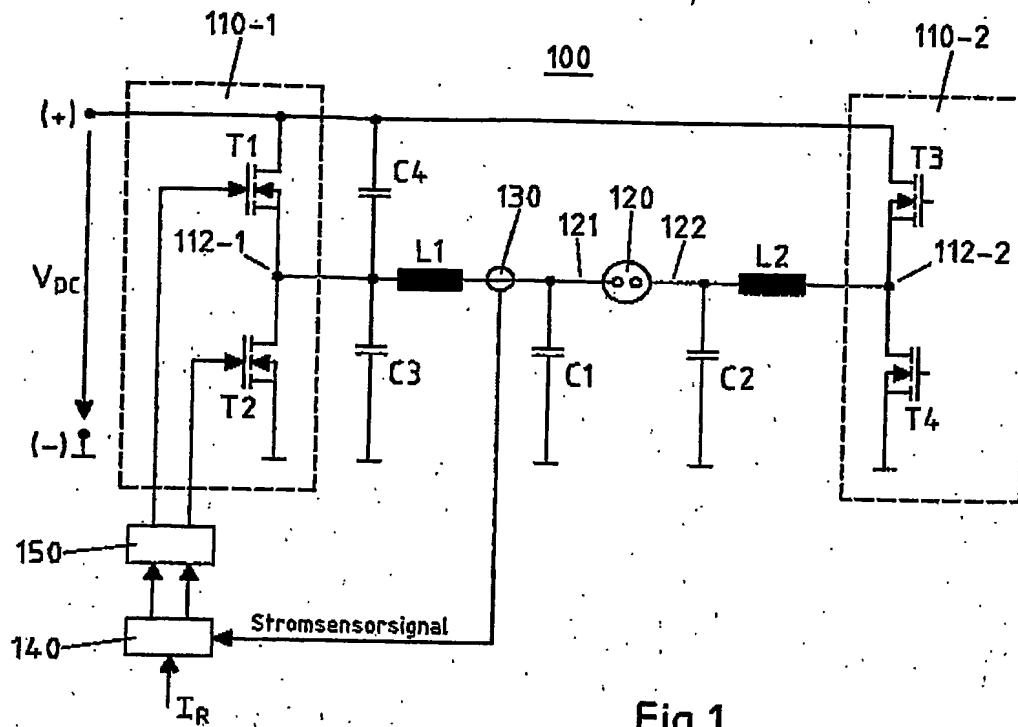 110-1
110-2
100
(+)
T1
C4
130
120
T3
121
122
112-1
L1
L2
112-2
VDC
T2
C3
C1
C2
T4
(-)
150
Stromsensorsignal
140
IR
Fig.1